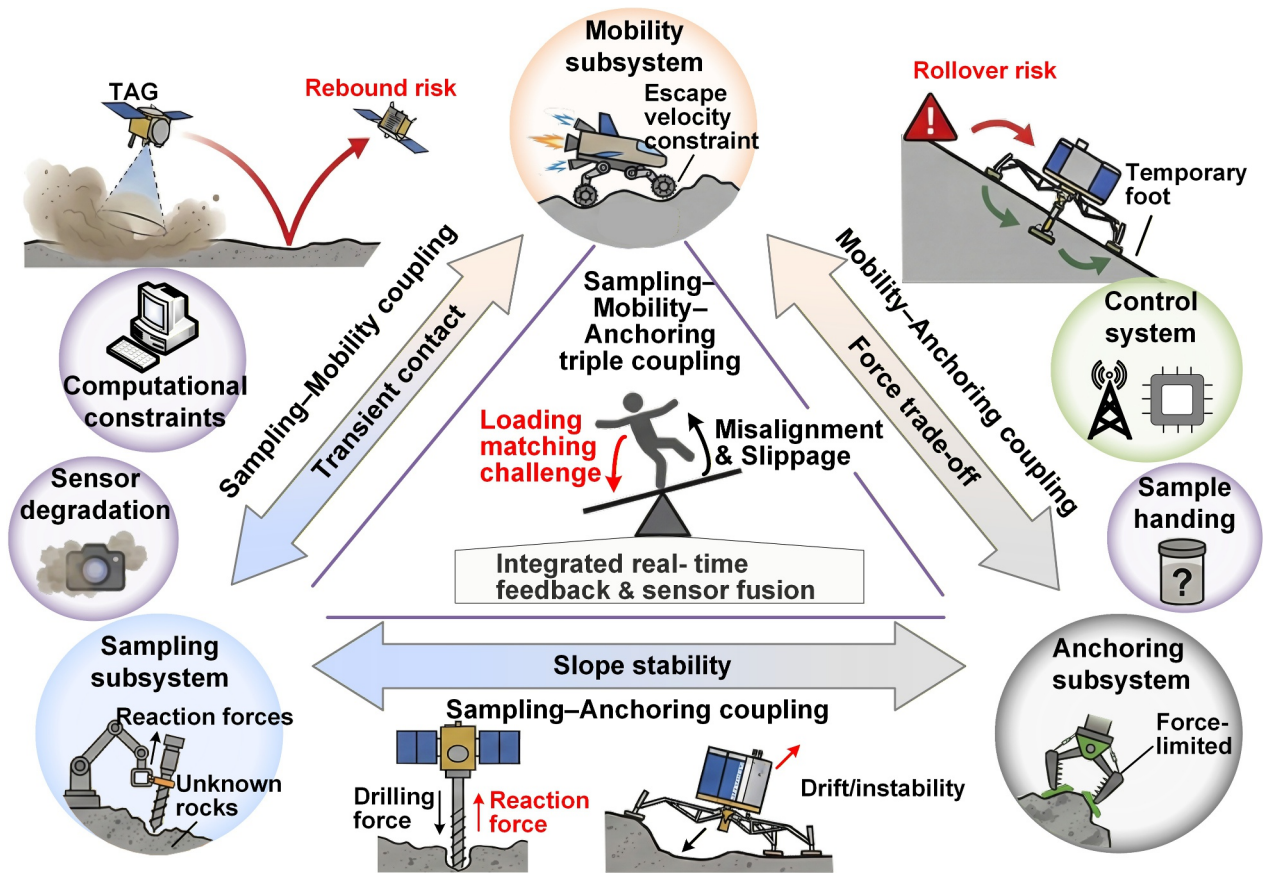 Mobility
subsystem
Escape
velocity
constraint
TAG
Rebound risk
Rollover risk
!
Temporary
foot
Sampling–Mobility coupling
Transient contact
Mobility–Anchoring coupling
Force trade-off
Computational
constraints
Control
system
Sampling–
Mobility–
Anchoring
triple coupling
Loading
matching
challenge
Misalignment
& Slippage
Integrated real- time
feedback & sensor fusion
Sensor
degradation
Sample
handing
?
Sampling
subsystem
Reaction forces
Unknown
rocks
Slope stability
Sampling–Anchoring coupling
Drilling
force
Reaction
force
Drift/instability
Anchoring
subsystem
Force-
limited